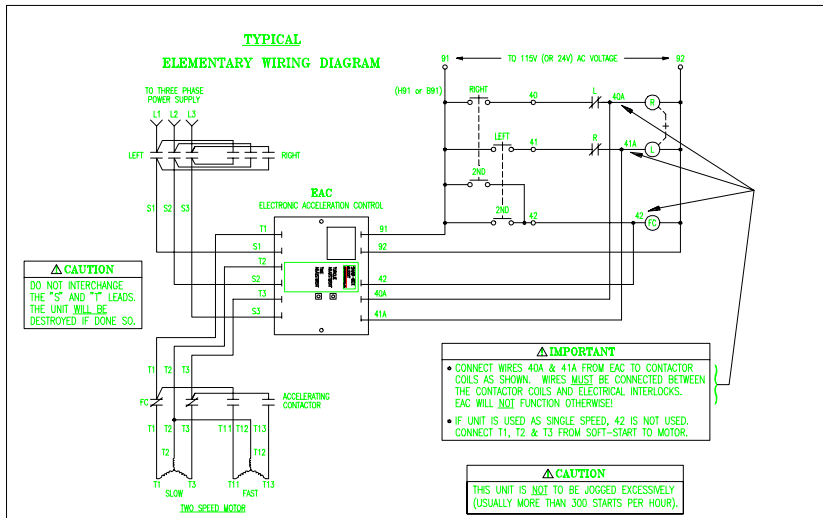 TYPICAL
ELEMENTARY WIRING DIAGRAM
TO THREE PHASE
POWER SUPPLY
L1 L2 L3
LEFT
RIGHT
S1 S2 S3
EAC
ELECTRONIC ACCELERATION CONTROL
T1
S1
T2
S2
T3
S3
91
92
42
40A
41A
TORQUE
ADJUSTMENT
TIME
ADJUSTMENT
91
TO 115V (OR 24V) AC VOLTAGE
92
(H91 or B91)
RIGHT
40
L
40A
R
LEFT
41
R
41A
L
2ND
2ND
42
42
FC
CAUTION
DO NOT INTERCHANGE
THE "S" AND "T" LEADS.
THE UNIT WILL BE
DESTROYED IF DONE SO.
T1 T2 T3
FC
ACCELERATING
CONTACTOR
T1 T2 T3 T11 T12 T13
T2 T12
T1 T3 T11 T13
SLOW FAST
TWO SPEED MOTOR
IMPORTANT
• CONNECT WIRES 40A & 41A FROM EAC TO CONTACTOR
COILS AS SHOWN. WIRES MUST BE CONNECTED BETWEEN
THE CONTACTOR COILS AND ELECTRICAL INTERLOCKS.
EAC WILL NOT FUNCTION OTHERWISE!
• IF UNIT IS USED AS SINGLE SPEED, 42 IS NOT USED.
CONNECT T1, T2 & T3 FROM SOFT-START TO MOTOR.
CAUTION
THIS UNIT IS NOT TO BE JOGGED EXCESSIVELY
(USUALLY MORE THAN 300 STARTS PER HOUR).